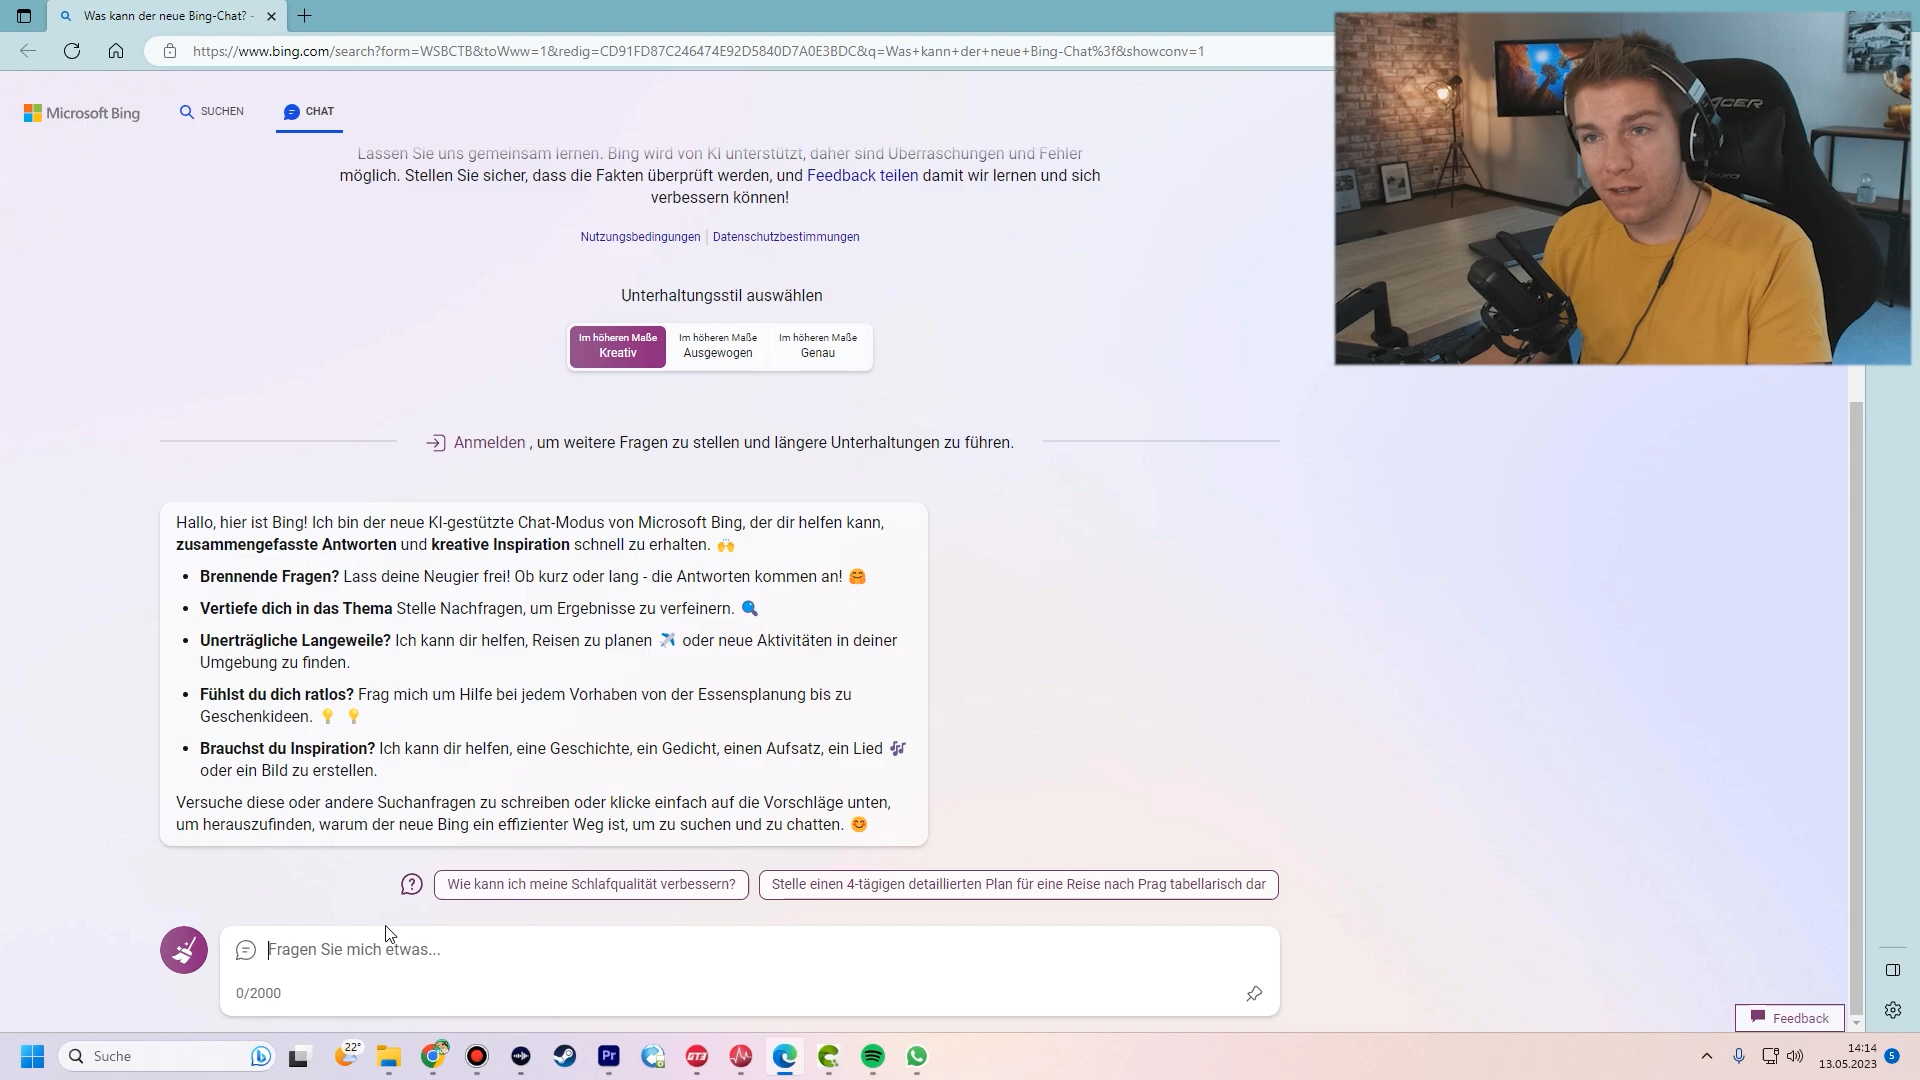 Was kann der neue Bing-Chat? -
https://www.bing.com/search?form=WSBCTB&toWww=1&redig=CD91FD87C246474E92D5840D7A0E3BDC&q=Was+kann+der+neue+Bing-Chat%3f&showconv=1
Microsoft Bing
SUCHEN
CHAT
Lassen Sie uns gemeinsam lernen. Bing wird von KI unterstützt, daher sind Überraschungen und Fehler
möglich. Stellen Sie sicher, dass die Fakten überprüft werden, und Feedback teilen damit wir lernen und sich
verbessern können!
Nutzungsbedingungen
Datenschutzbestimmungen
Unterhaltungsstil auswählen
Im höheren Maße
Kreativ
Im höheren Maße
Ausgewogen
Im höheren Maße
Genau
Anmelden , um weitere Fragen zu stellen und längere Unterhaltungen zu führen.
Hallo, hier ist Bing! Ich bin der neue KI-gestützte Chat-Modus von Microsoft Bing, der dir helfen kann,
zusammengefasste Antworten und kreative Inspiration schnell zu erhalten. 🙌
• Brennende Fragen? Lass deine Neugier frei! Ob kurz oder lang - die Antworten kommen an! 🤗
• Vertiefe dich in das Thema Stelle Nachfragen, um Ergebnisse zu verfeinern. 🔍
• Unerträgliche Langeweile? Ich kann dir helfen, Reisen zu planen ✈️ oder neue Aktivitäten in deiner
Umgebung zu finden.
• Fühlst du dich ratlos? Frag mich um Hilfe bei jedem Vorhaben von der Essensplanung bis zu
Geschenkideen. 💡 💡
• Brauchst du Inspiration? Ich kann dir helfen, eine Geschichte, ein Gedicht, einen Aufsatz, ein Lied 🎶
oder ein Bild zu erstellen.
Versuche diese oder andere Suchanfragen zu schreiben oder klicke einfach auf die Vorschläge unten,
um herauszufinden, warum der neue Bing ein effizienter Weg ist, um zu suchen und zu chatten. 😊
Wie kann ich meine Schlafqualität verbessern?
Stelle einen 4-tägigen detaillierten Plan für eine Reise nach Prag tabellarisch dar
Fragen Sie mich etwas...
0/2000
Feedback
Suche
22°
Pr
GT3
14:14
13.05.2023
5